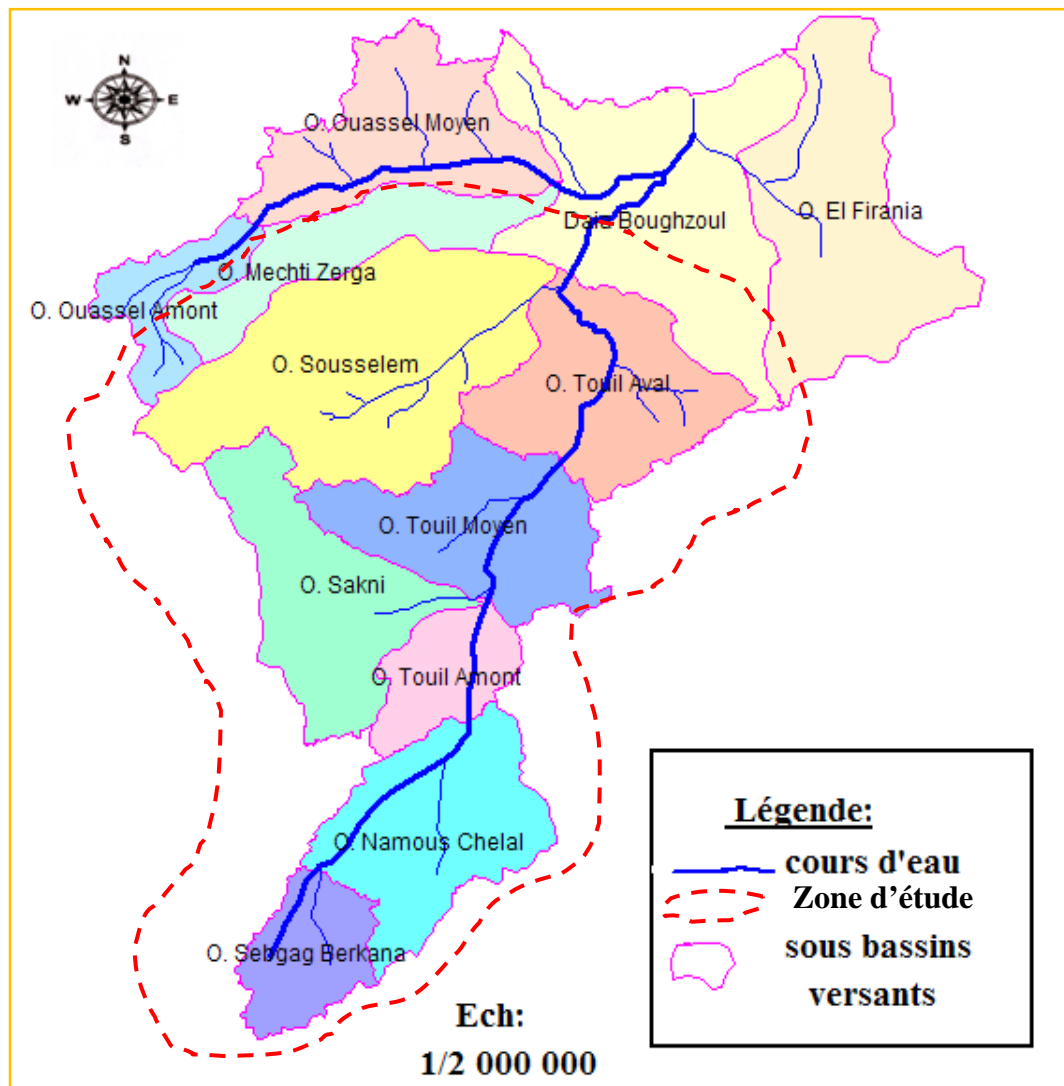 N
W E
S
O. Ouassel Moyen
O. El Firania
Daia Boughzoul
O. Mechti Zerga
O. Ouassel Amont
O. Sousselem
O. Touil Aval
O. Touil Moyen
O. Sakni
O. Touil Amont
O. Namous Chelal
O. Sebgag Berkana
Légende:
cours d'eau
Zone d’étude
sous bassins
versants
Ech:
1/2 000 000